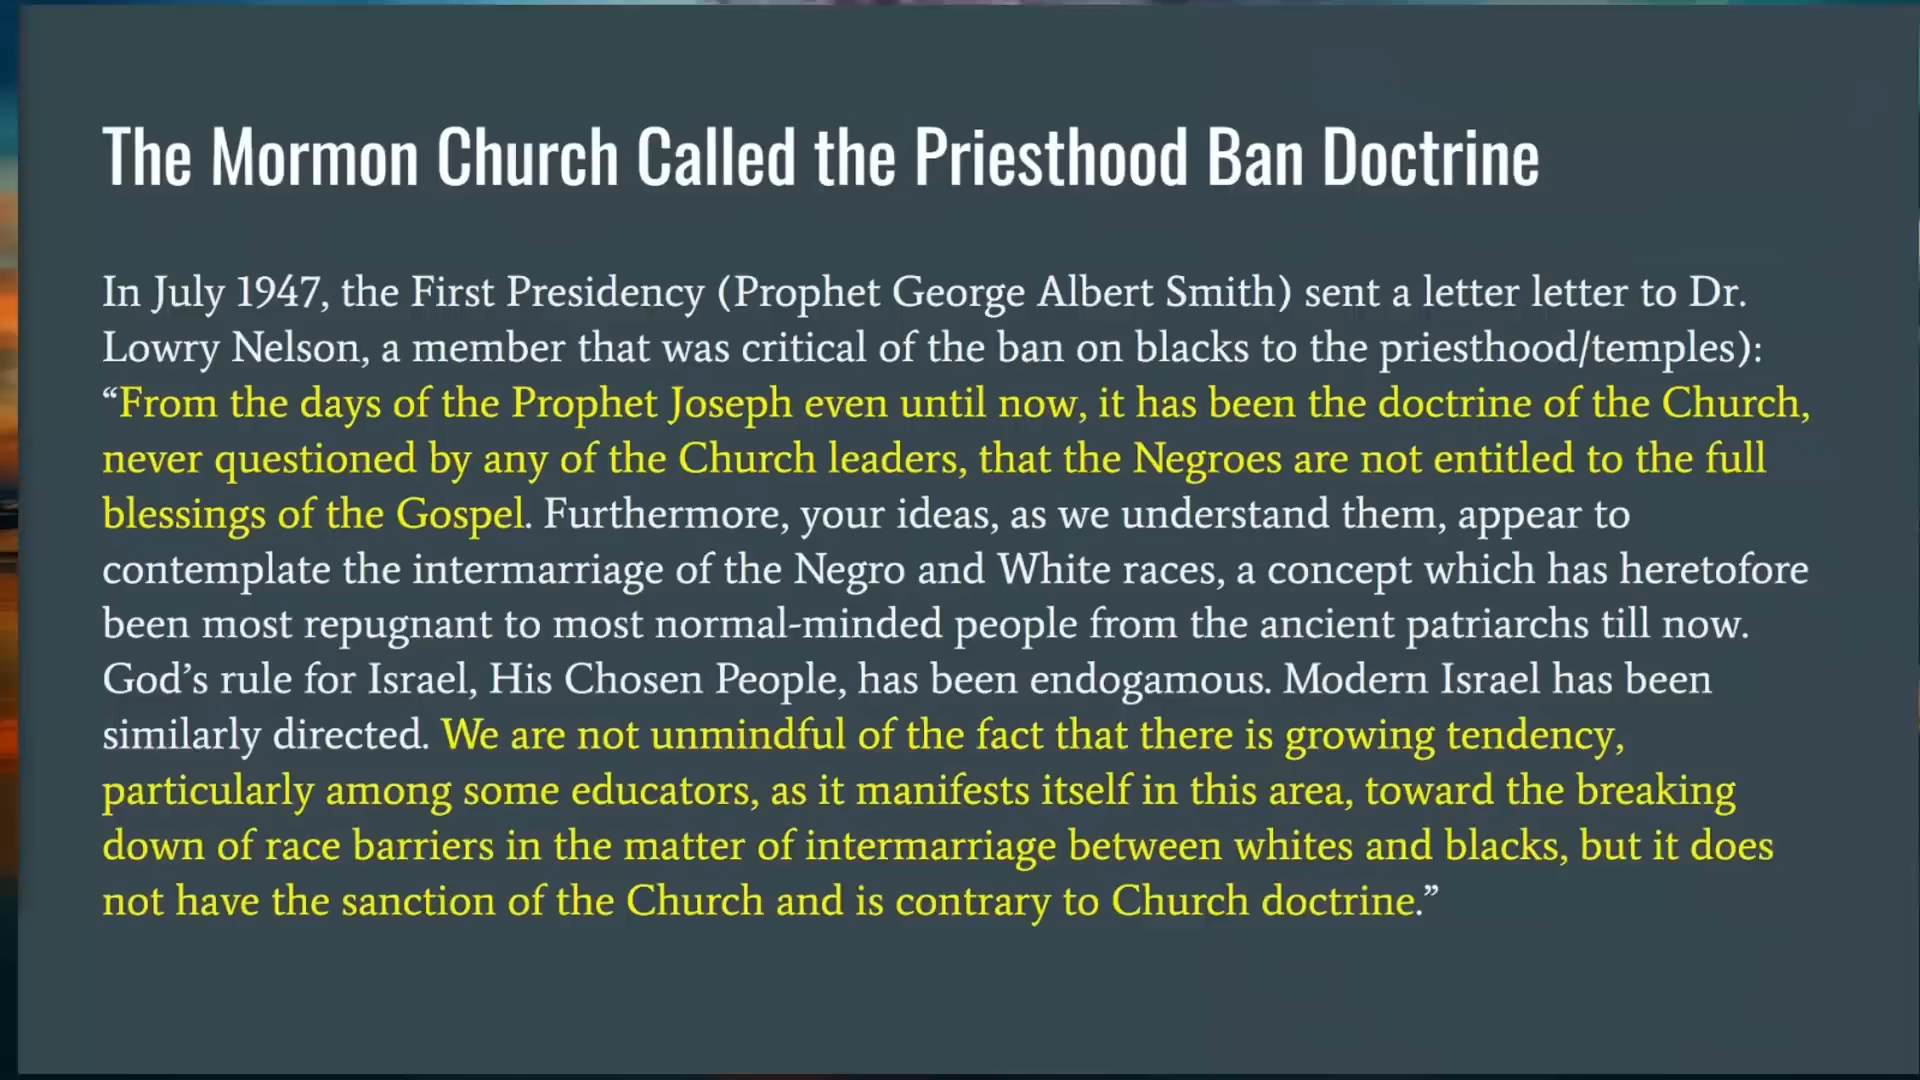 The Mormon Church Called the Priesthood Ban Doctrine
In July 1947, the First Presidency (Prophet George Albert Smith) sent a letter letter to Dr.
Lowry Nelson, a member that was critical of the ban on blacks to the priesthood/temples):
“From the days of the Prophet Joseph even until now, it has been the doctrine of the Church,
never questioned by any of the Church leaders, that the Negroes are not entitled to the full
blessings of the Gospel. Furthermore, your ideas, as we understand them, appear to
contemplate the intermarriage of the Negro and White races, a concept which has heretofore
been most repugnant to most normal-minded people from the ancient patriarchs till now.
God’s rule for Israel, His Chosen People, has been endogamous. Modern Israel has been
similarly directed. We are not unmindful of the fact that there is growing tendency,
particularly among some educators, as it manifests itself in this area, toward the breaking
down of race barriers in the matter of intermarriage between whites and blacks, but it does
not have the sanction of the Church and is contrary to Church doctrine.”